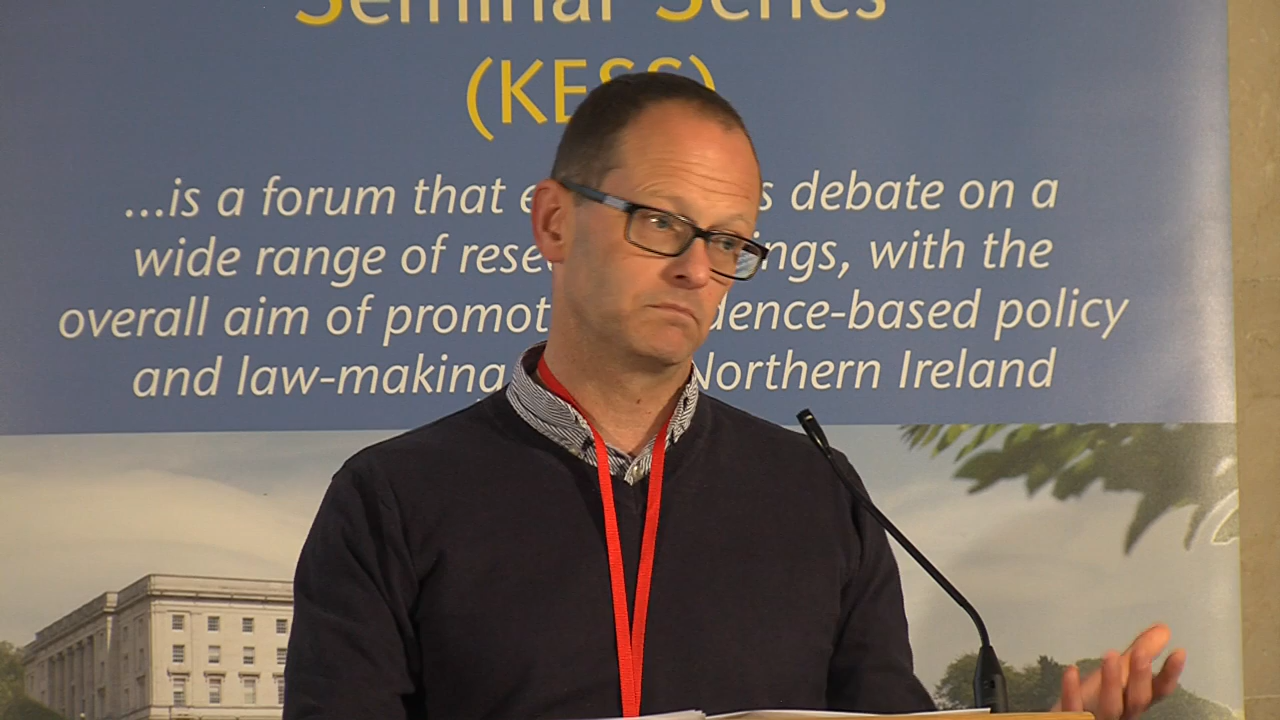 Seminar Series
(KESS)
...is a forum that e s debate on a
wide range of rese ings, with the
overall aim of promot dence-based policy
and law-making Northern Ireland